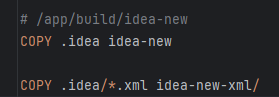 # /app/build/idea-new
COPY .idea idea-new
COPY .idea/*.xml idea-new-xml/